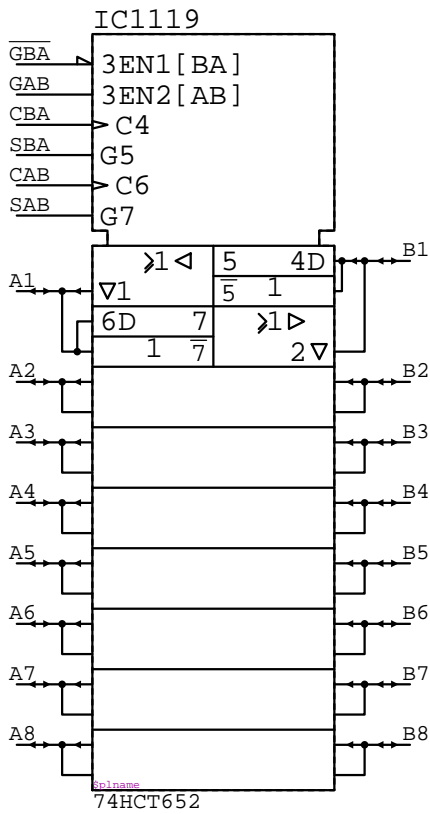 IC1119
G̅B̅A̅ 3EN1[BA]
GAB 3EN2[AB]
CBA C4
SBA G5
CAB C6
SAB G7
≥1 ◁ 5 4D B1
A1 ▽1 5̅ 1
6D 7 ≥1 ▷
1 7̅ 2 ▽
A2 B2
A3 B3
A4 B4
A5 B5
A6 B6
A7 B7
A8 B8
$plname
74HCT652